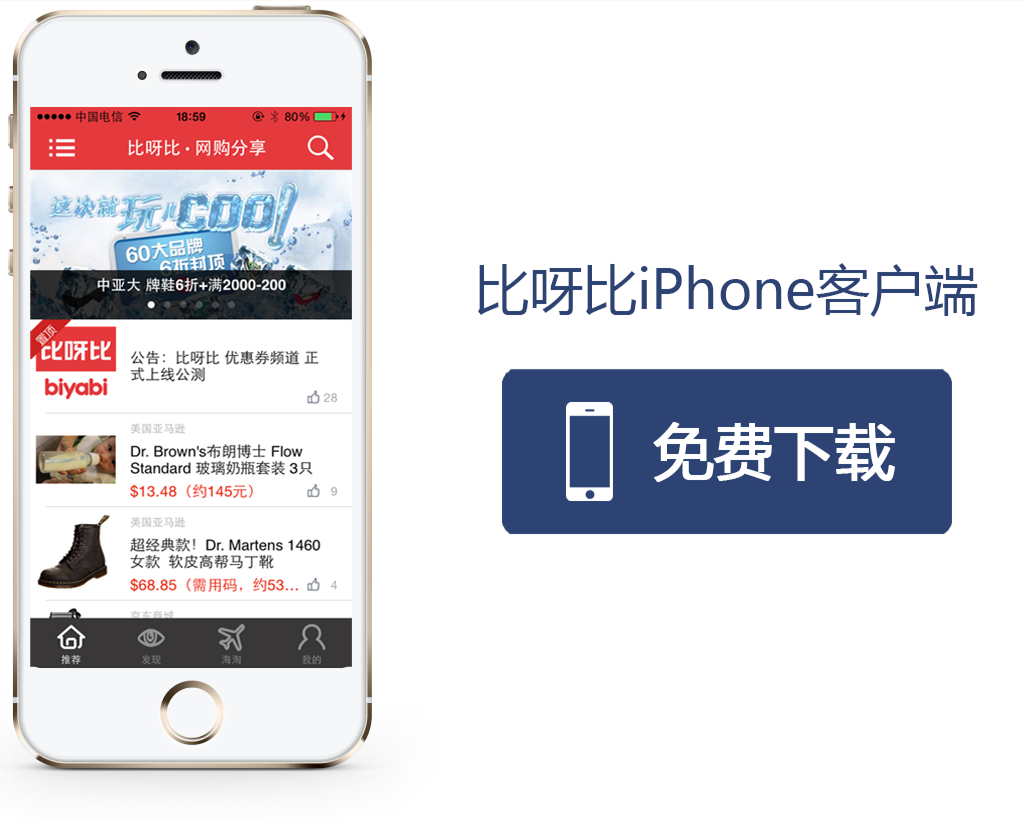 中国电信
18:59
80%
比呀比·网购分享
这次就玩儿COOl!
60大品牌
6折封顶
中亚大 牌鞋6折+满2000-200
置顶
比呀比
biyabi
公告：比呀比 优惠券频道 正
式上线公测
28
美国亚马逊
Dr. Brown's布朗博士 Flow
Standard 玻璃奶瓶套装 3只
$13.48（约145元）
9
美国亚马逊
超经典款！Dr. Martens 1460
女款 软皮高帮马丁靴
$68.85（需用码，约53...
4
京东商城
推荐
发现
海淘
我的
比呀比iPhone客户端
免费下载